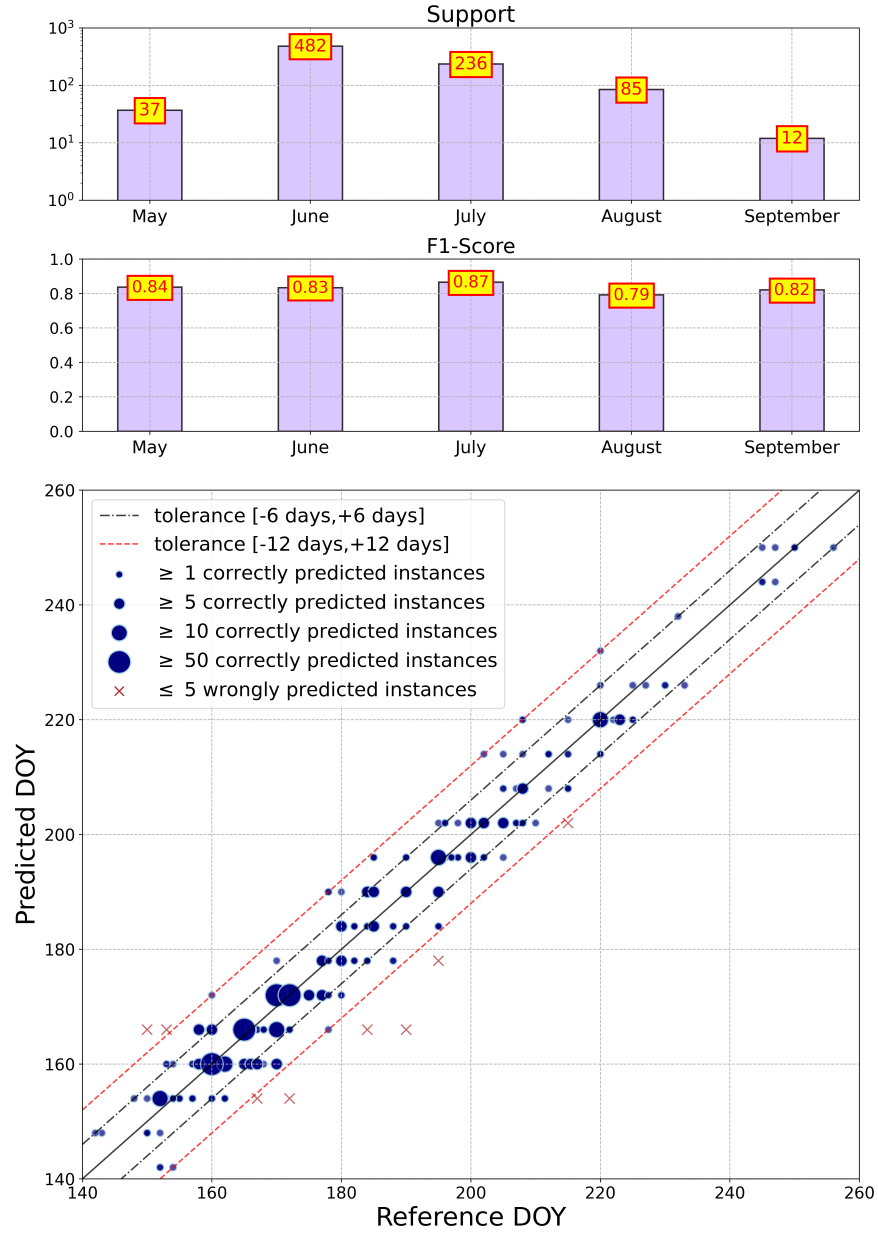 Support
10³
10²
10¹
10⁰
37
482
236
85
12
May June July August September
F1-Score
1.0
0.8
0.6
0.4
0.2
0.0
0.84
0.83
0.87
0.79
0.82
May June July August September
tolerance [-6 days,+6 days]
tolerance [-12 days,+12 days]
≥ 1 correctly predicted instances
≥ 5 correctly predicted instances
≥ 10 correctly predicted instances
≥ 50 correctly predicted instances
≤ 5 wrongly predicted instances
Predicted DOY
260
240
220
200
180
160
140
140 160 180 200 220 240 260
Reference DOY